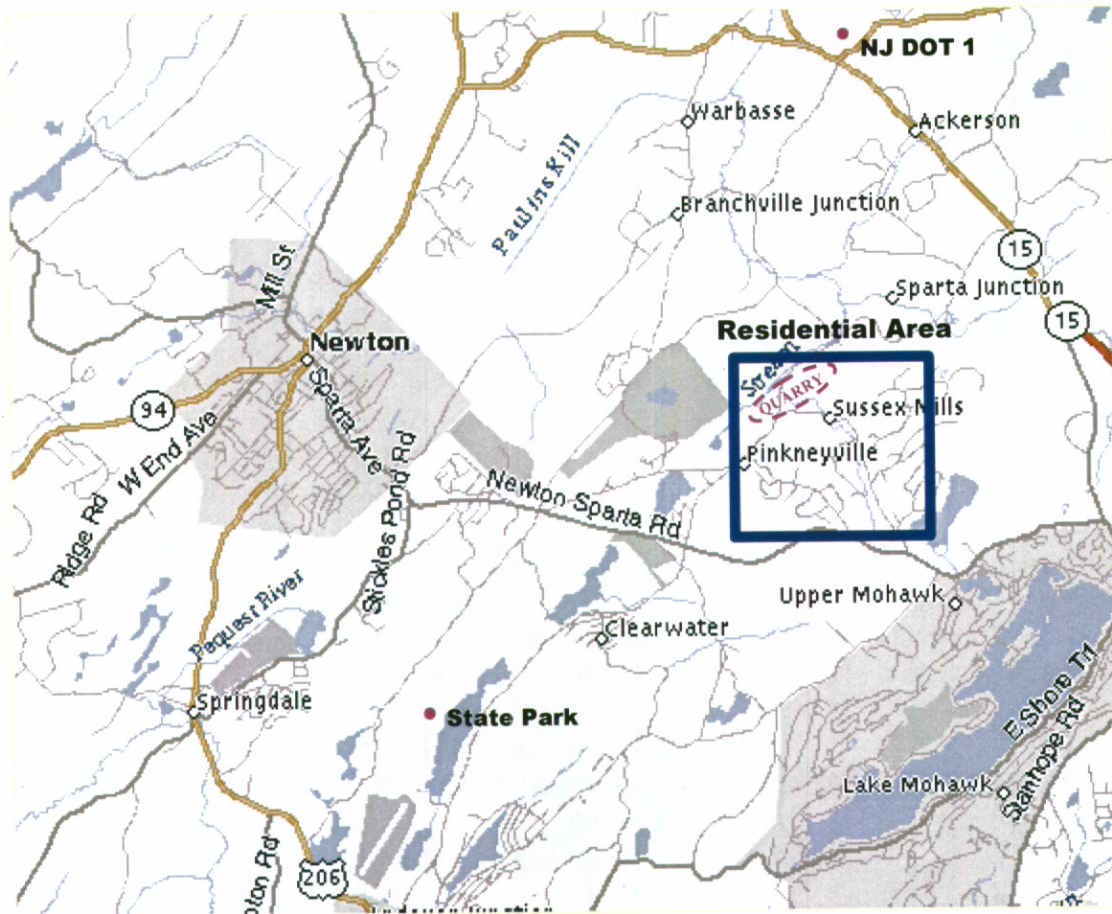 NJ DOT 1
Warbasse
Ackerson
Paulins Kill
Branchville Junction
15
Mill St
Sparta Junction
15
Residential Area
Newton
Stream
QUARRY
Sussex Mills
94
W End Ave
Sparta Ave
Pinkneyville
Newton Sparta Rd
Ridge Rd
Stickles Pond Rd
Upper Mohawk
Pequest River
Clearwater
E Shore Trl
Springdale
State Park
Lake Mohawk
Stanhope Rd
206